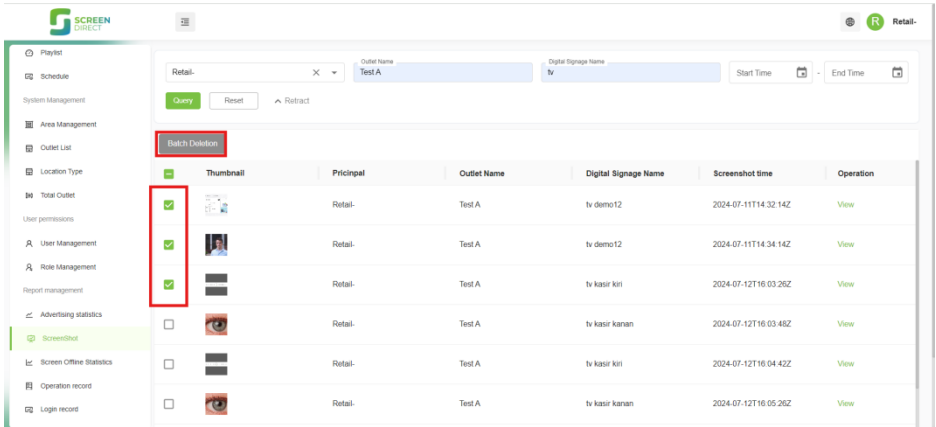 SCREEN
DIRECT
R
Retail-
Playlist
Schedule
System Management
Area Management
Outlet List
Location Type
Total Outlet
User permissions
User Management
Role Management
Report management
Advertising statistics
ScreenShot
Screen Offline Statistics
Operation record
Login record
Retail-
Outlet Name
Test A
Digital Signage Name
tv
Start Time - End Time
Query Reset Retract
Batch Deletion
Thumbnail Pricinpal Outlet Name Digital Signage Name Screenshot time Operation
Retail- Test A tv demo12 2024-07-11T14:32:14Z View
Retail- Test A tv demo12 2024-07-11T14:34:14Z View
Retail- Test A tv kasir kiri 2024-07-12T16:03:26Z View
Retail- Test A tv kasir kanan 2024-07-12T16:03:48Z View
Retail- Test A tv kasir kiri 2024-07-12T16:04:42Z View
Retail- Test A tv kasir kanan 2024-07-12T16:05:26Z View